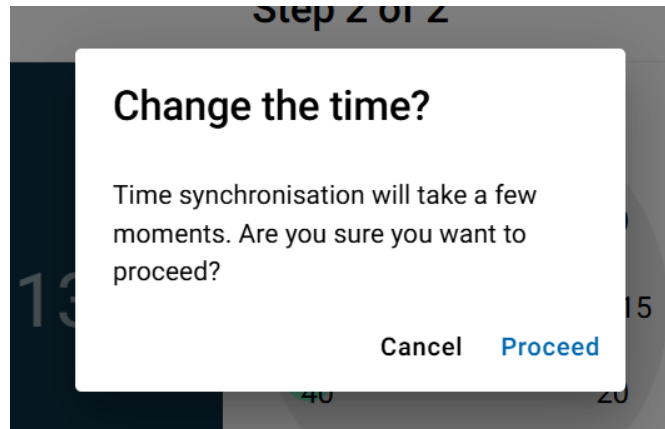 Step 2 of 2
Change the time?
Time synchronisation will take a few
moments. Are you sure you want to
proceed?
13
15
Cancel Proceed
40 20